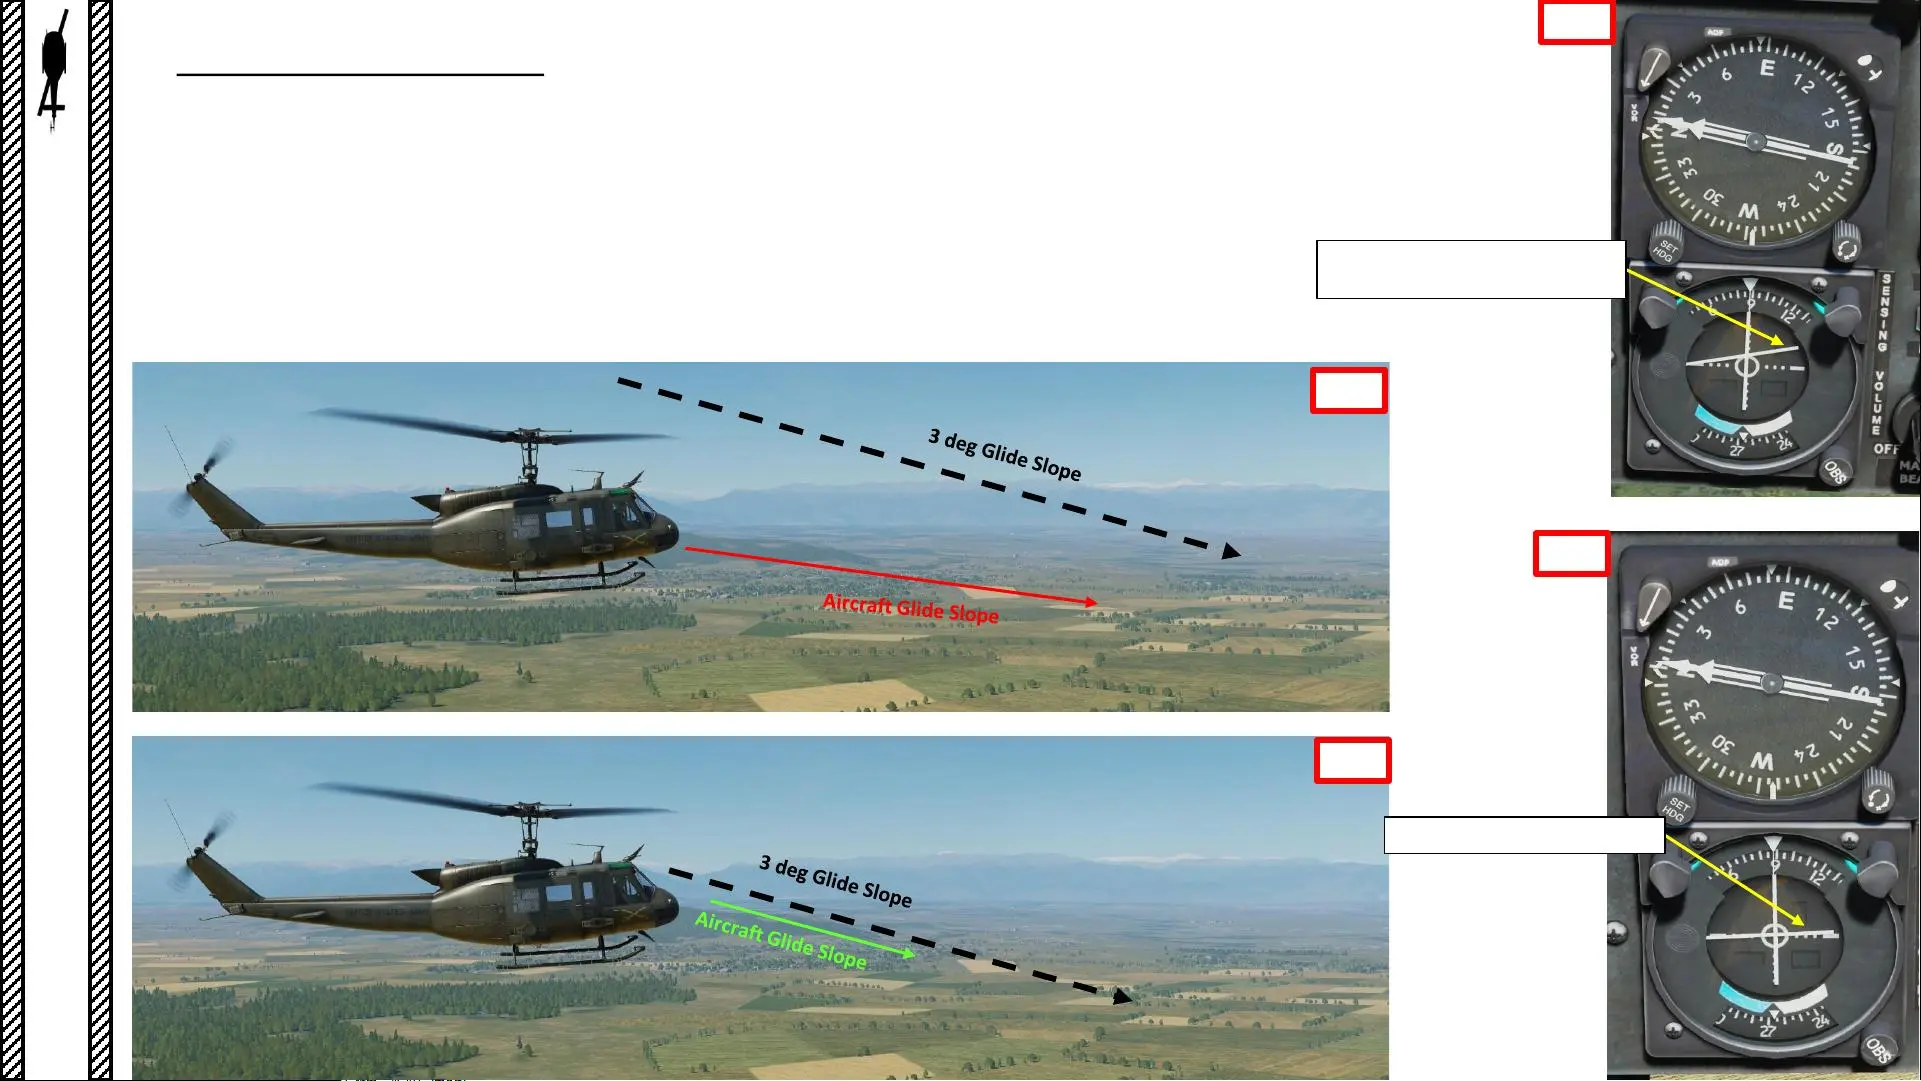 ADF
3 6 E 12 15 S 21 24 W 30 33 N
VOR
SET
HDG
9 12
24 27
SENSING VOLUME
OFF
OBS
3 deg Glide Slope
Aircraft Glide Slope
ADF
3 6 E 12 15 S 21 24 W 30 33 N
VOR
SET
HDG
9 12
24 27
OBS
3 deg Glide Slope
Aircraft Glide Slope